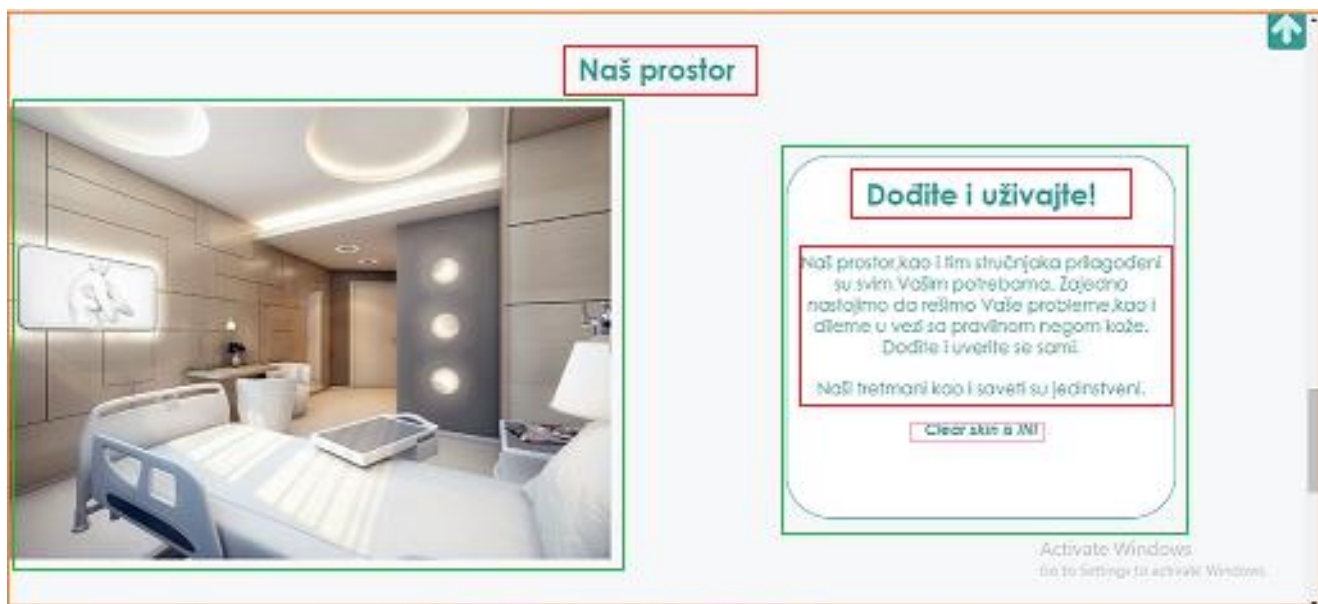 Naš prostor
Dođite i uživajte!
Naš prostor,kao i tim stručnjaka prilagođeni
su svim Vašim potrebama. Zajedno
nastojimo da rešimo Vaše probleme,kao i
dileme u vezi sa pravilnom negom kože.
Dođite i uverite se sami.
Naši tretmani kao i saveti su jedinstveni.
Clear skin is IN!
Activate Windows
Go to Settings to activate Windows.